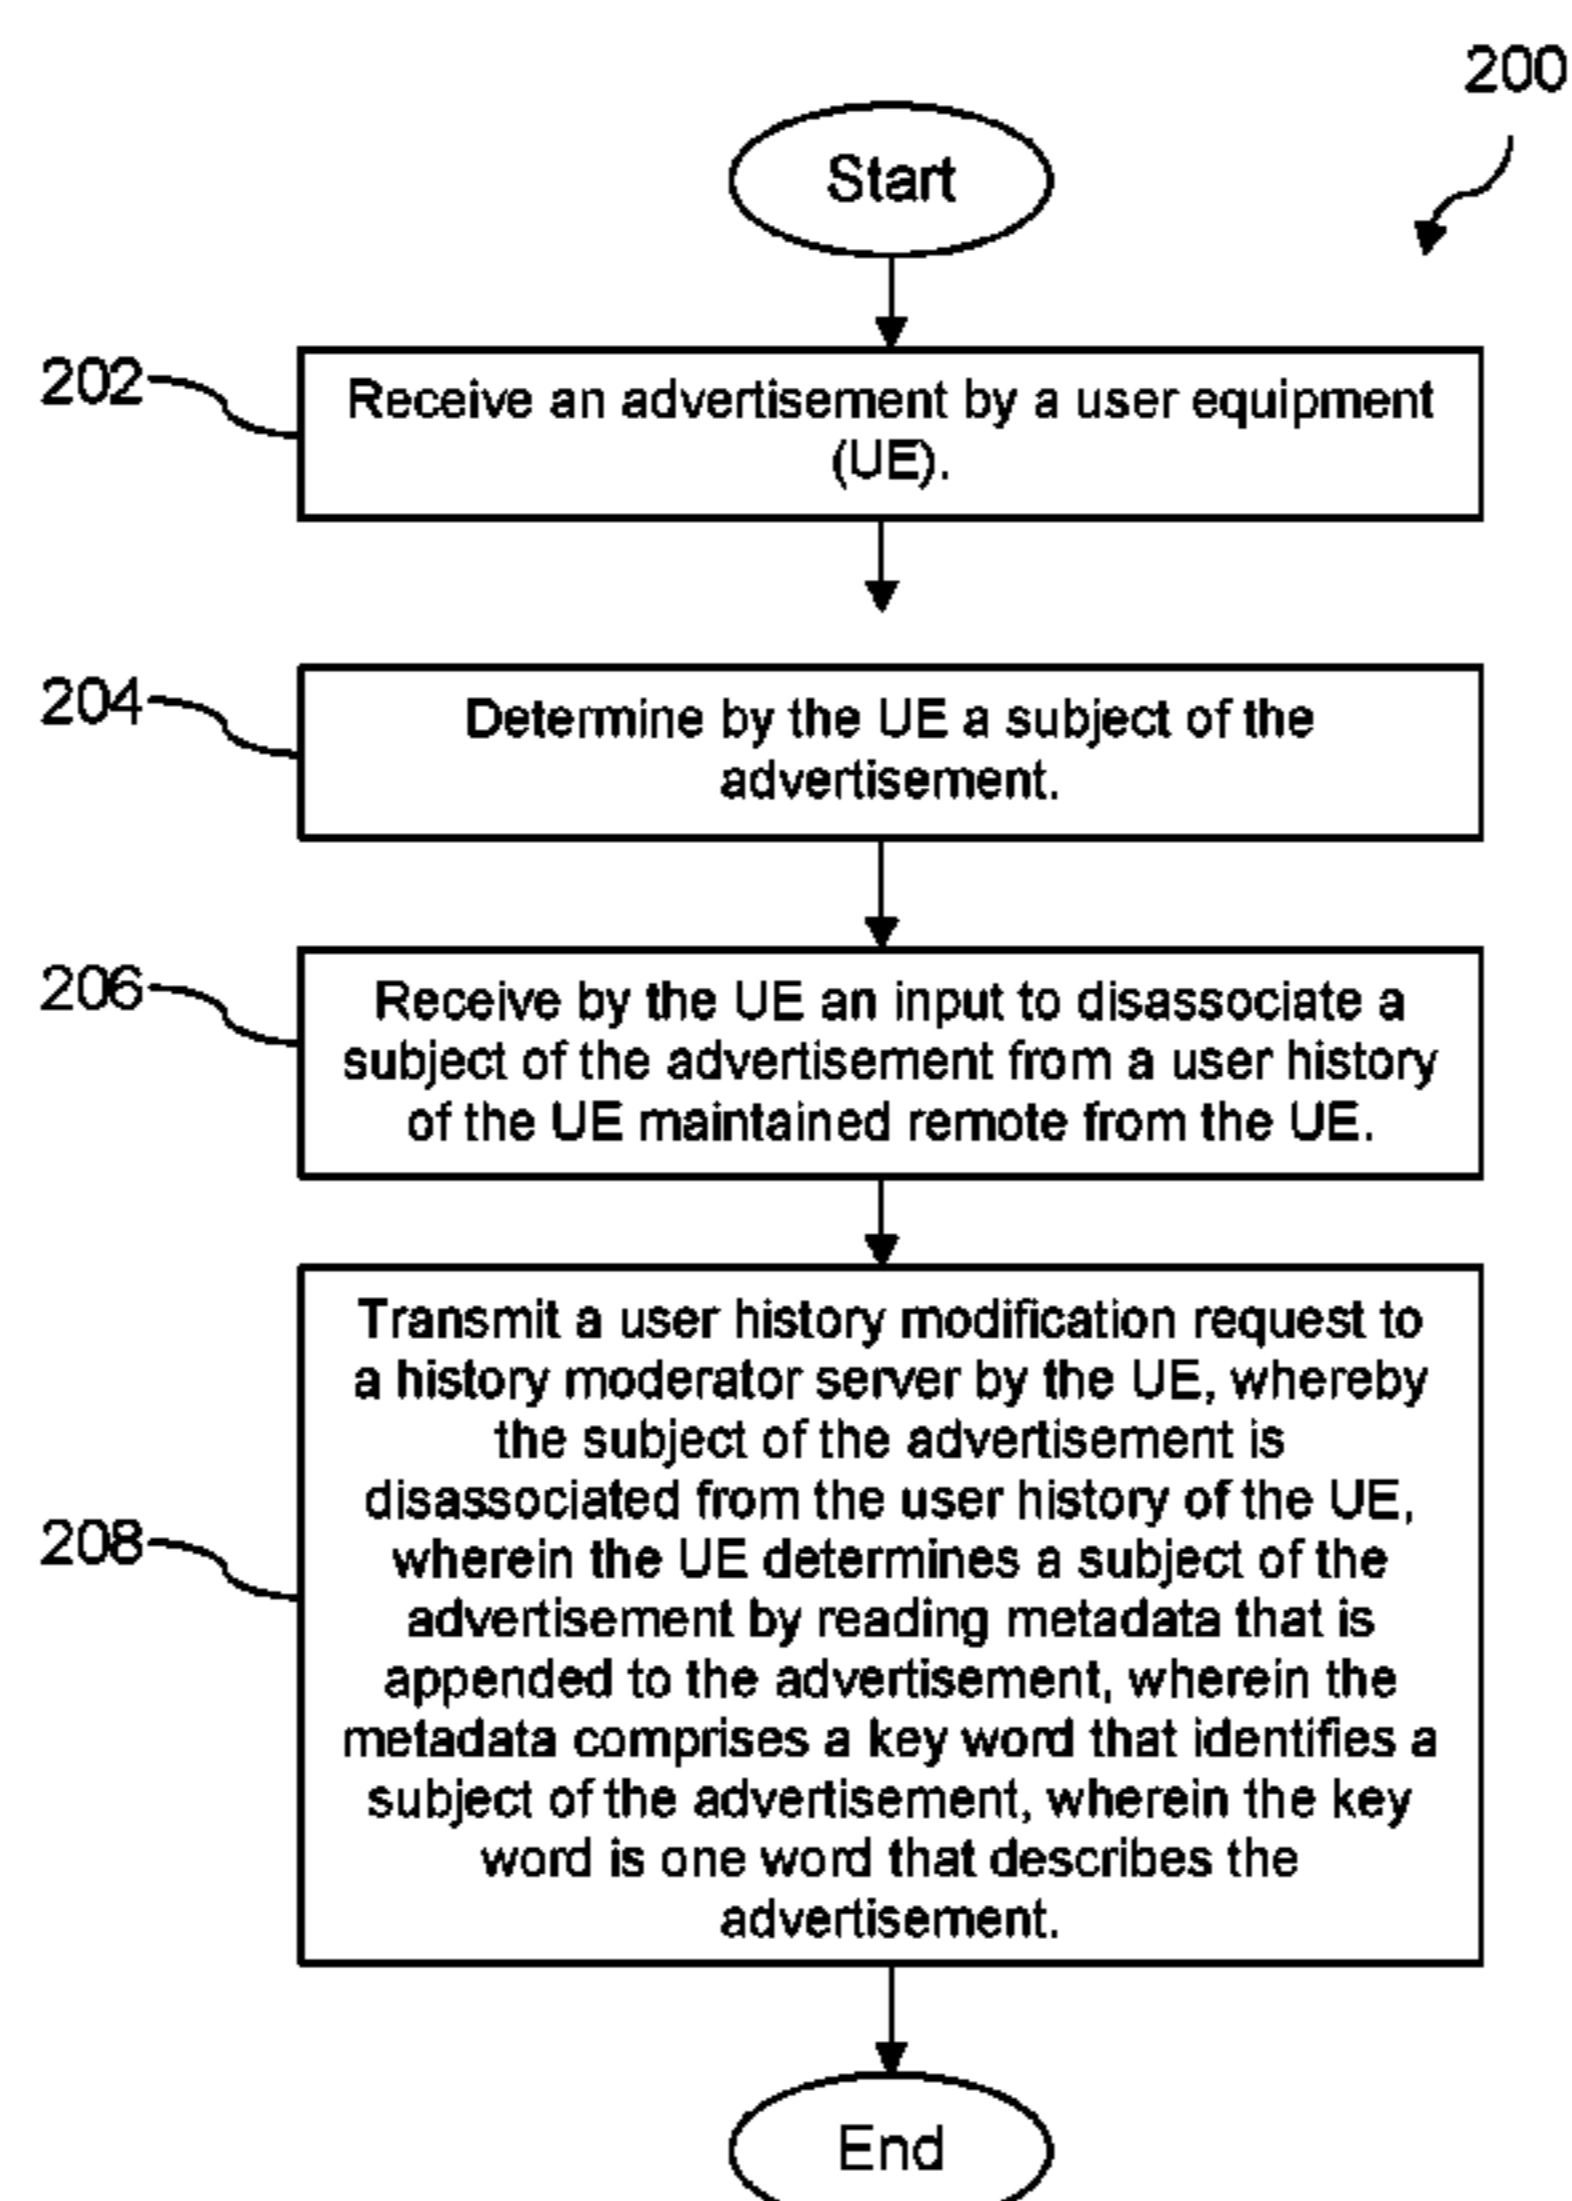 200
Start
202
Receive an advertisement by a user equipment
(UE).
204
Determine by the UE a subject of the
advertisement.
206
Receive by the UE an input to disassociate a
subject of the advertisement from a user history
of the UE maintained remote from the UE.
208
Transmit a user history modification request to
a history moderator server by the UE, whereby
the subject of the advertisement is
disassociated from the user history of the UE,
wherein the UE determines a subject of the
advertisement by reading metadata that is
appended to the advertisement, wherein the
metadata comprises a key word that identifies a
subject of the advertisement, wherein the key
word is one word that describes the
advertisement.
End